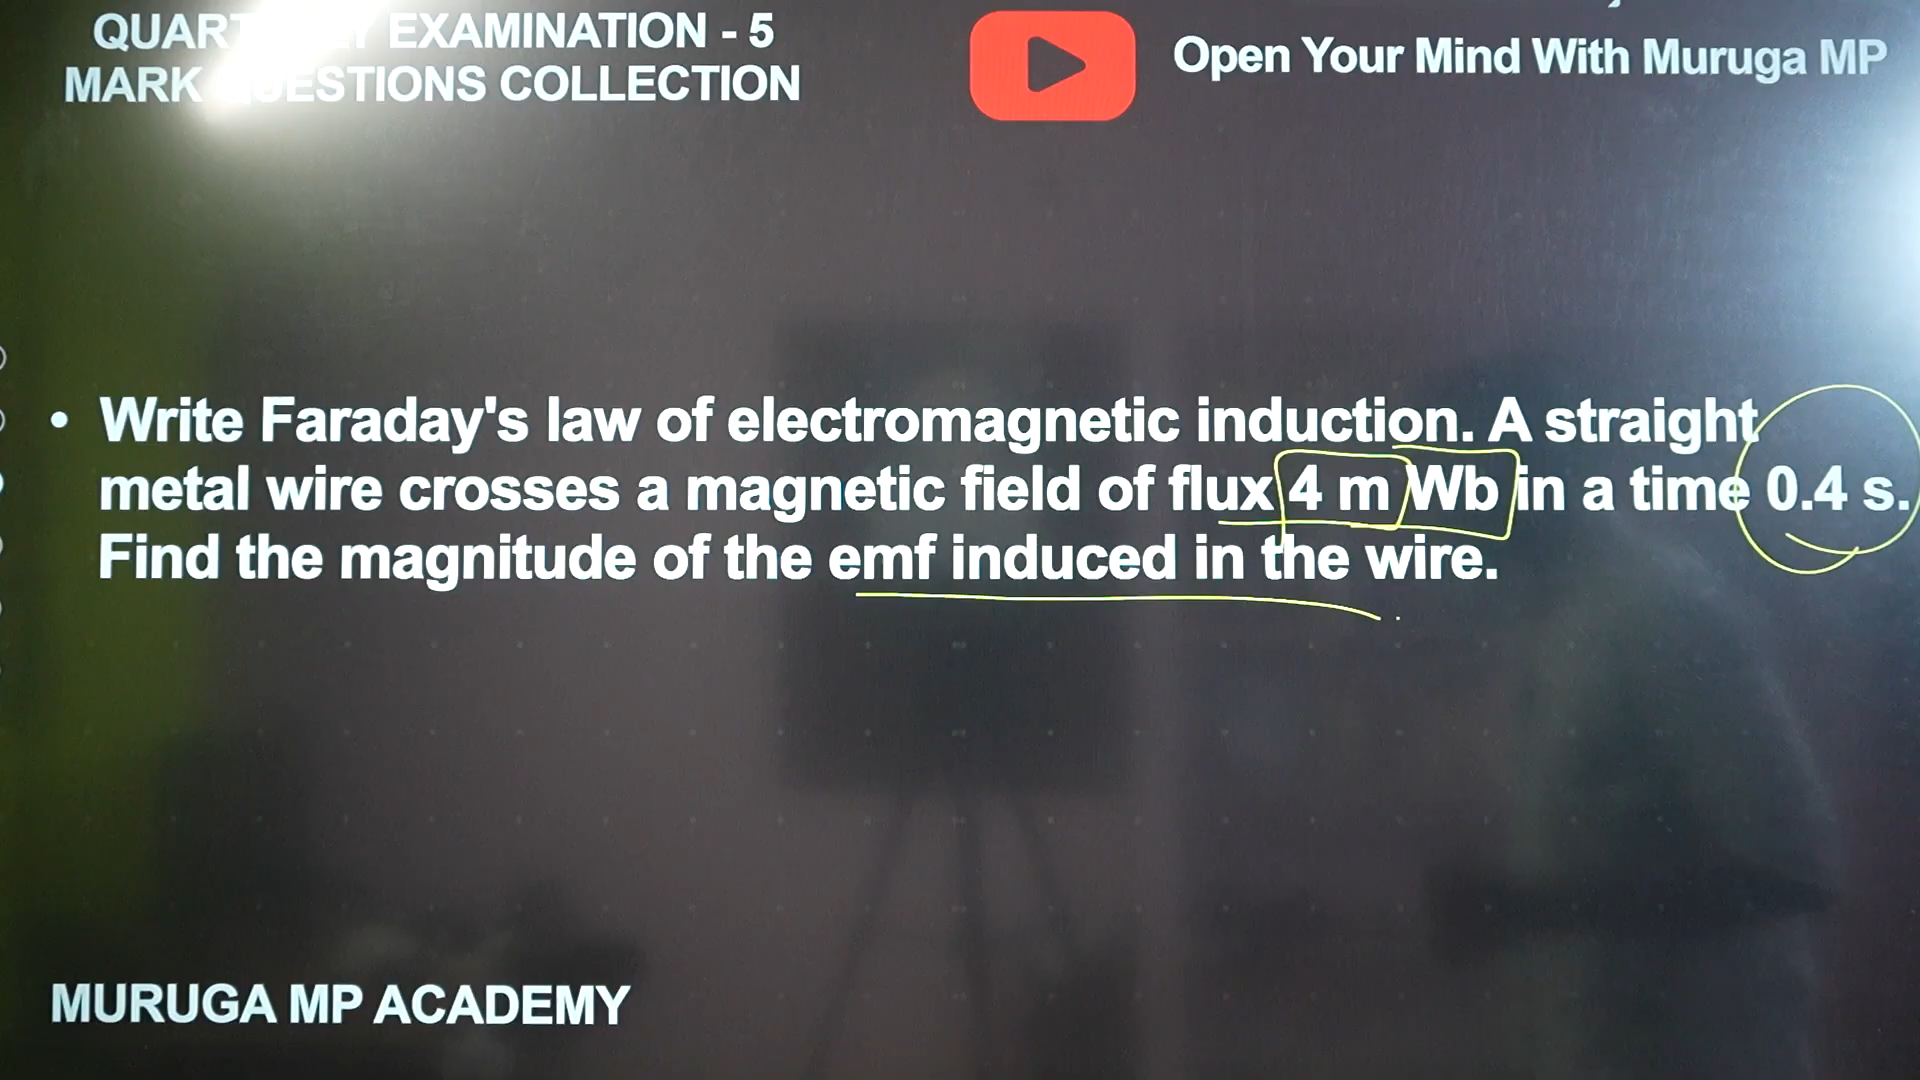 QUAR Y EXAMINATION - 5
MARK QUESTIONS COLLECTION
Open Your Mind With Muruga MP
• Write Faraday's law of electromagnetic induction. A straight
metal wire crosses a magnetic field of flux 4 m Wb in a time 0.4 s.
Find the magnitude of the emf induced in the wire.
MURUGA MP ACADEMY